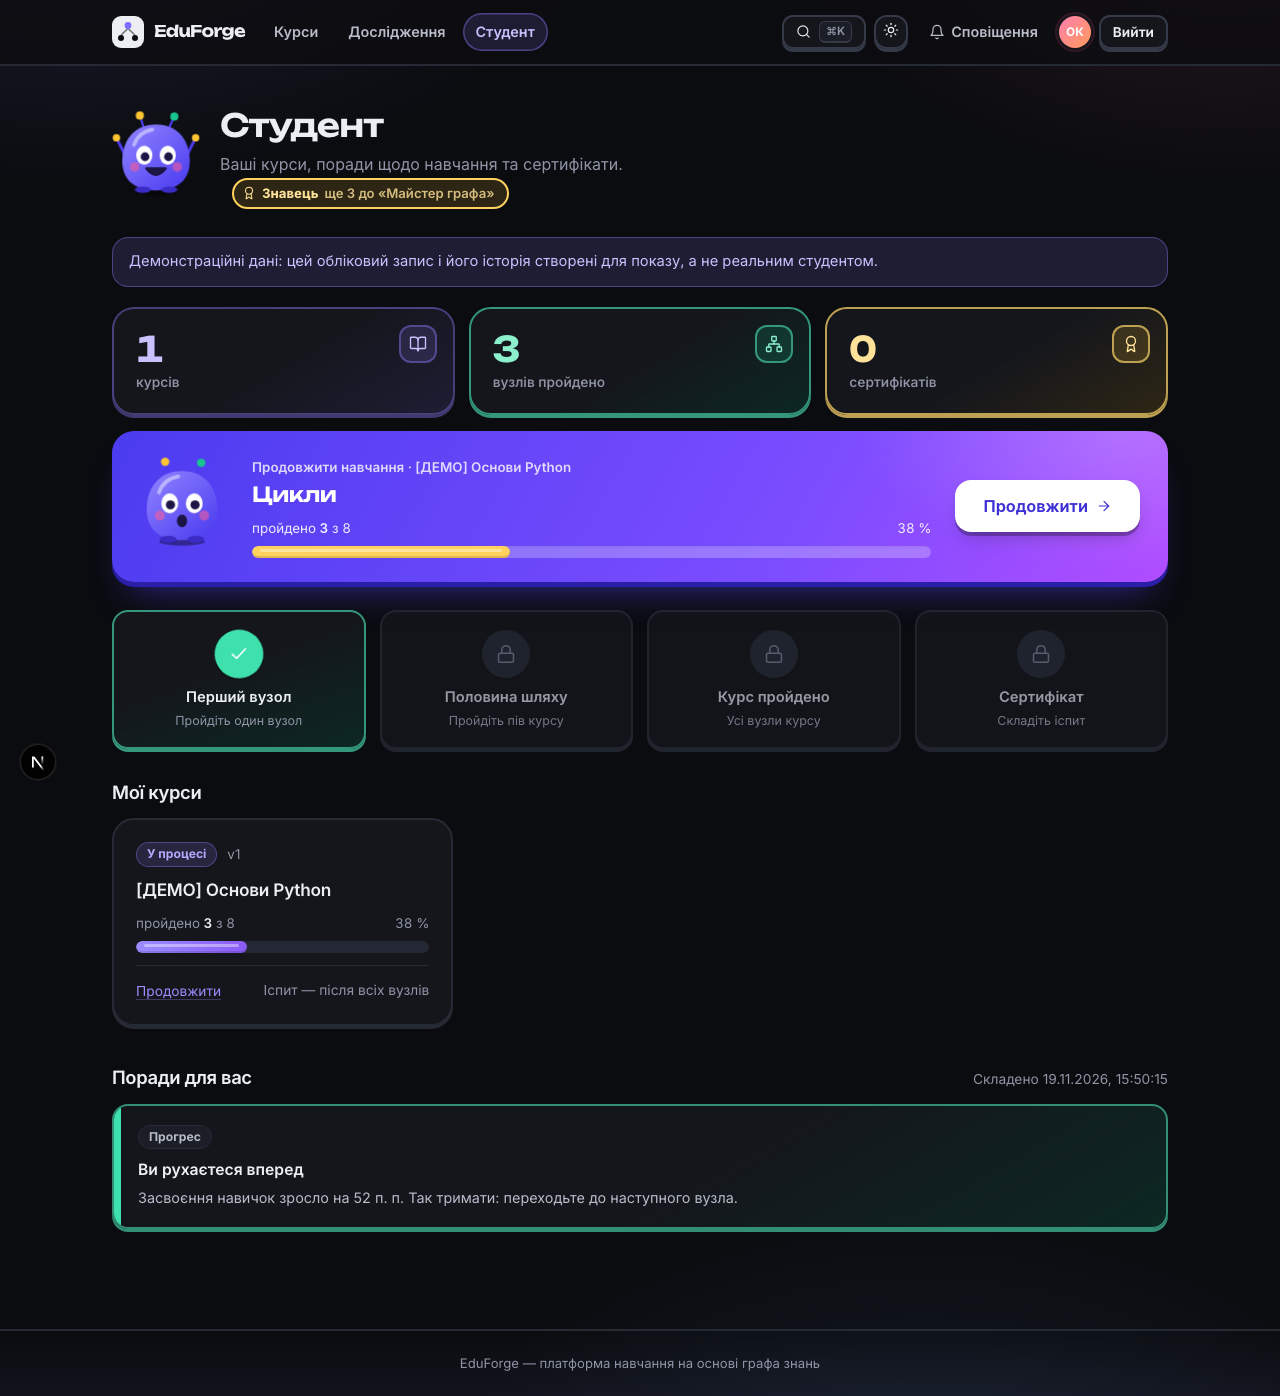 EduForge
Курси
Дослідження
Студент
⌘K
Сповіщення
ОК
Вийти
Студент
Ваші курси, поради щодо навчання та сертифікати.
Знавець ще 3 до «Майстер графа»
Демонстраційні дані: цей обліковий запис і його історія створені для показу, а не реальним студентом.
1
курсів
3
вузлів пройдено
0
сертифікатів
Продовжити навчання · [ДЕМО] Основи Python
Цикли
пройдено 3 з 8
38 %
Продовжити
Перший вузол
Пройдіть один вузол
Половина шляху
Пройдіть пів курсу
Курс пройдено
Усі вузли курсу
Сертифікат
Складіть іспит
N
Мої курси
У процесі
v1
[ДЕМО] Основи Python
пройдено 3 з 8
38 %
Продовжити
Іспит — після всіх вузлів
Поради для вас
Складено 19.11.2026, 15:50:15
Прогрес
Ви рухаєтеся вперед
Засвоєння навичок зросло на 52 п. п. Так тримати: переходьте до наступного вузла.
EduForge — платформа навчання на основі графа знань